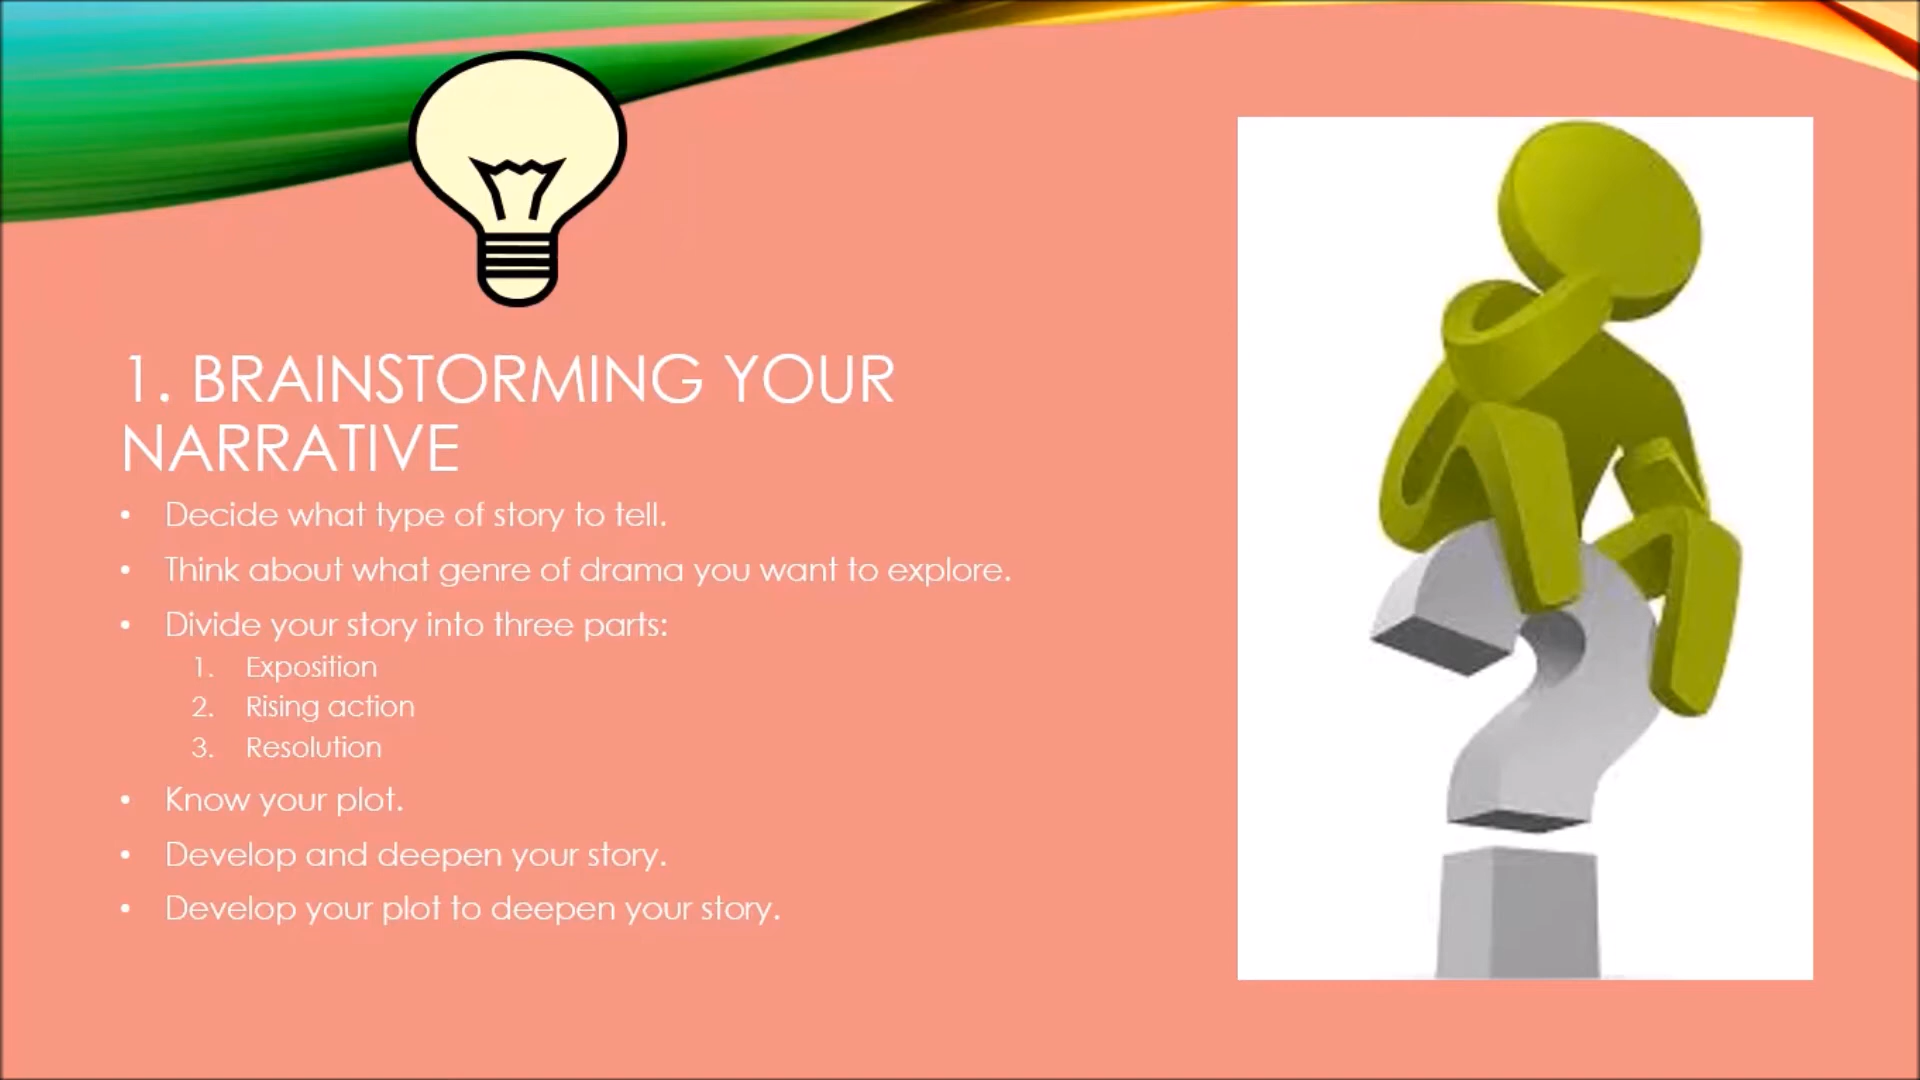 1. BRAINSTORMING YOUR
NARRATIVE
• Decide what type of story to tell.
• Think about what genre of drama you want to explore.
• Divide your story into three parts:
1. Exposition
2. Rising action
3. Resolution
• Know your plot.
• Develop and deepen your story.
• Develop your plot to deepen your story.